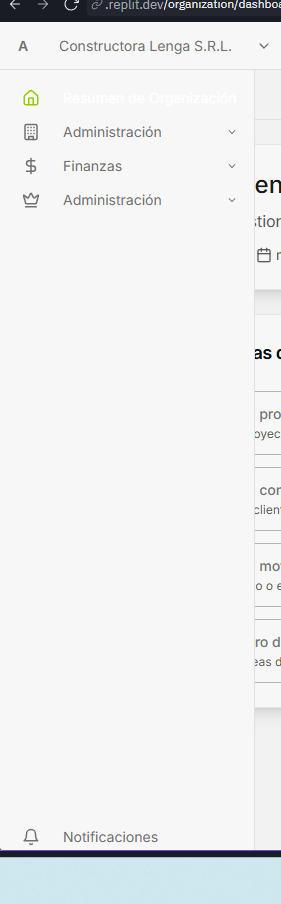 .replit.dev/organization/dashboa
A Constructora Lenga S.R.L.
Resumen de Organización
Administración
Finanzas
Administración
en
stion
as
pro
oyec
con
client
mov
o o e
ro d
eas d
Notificaciones